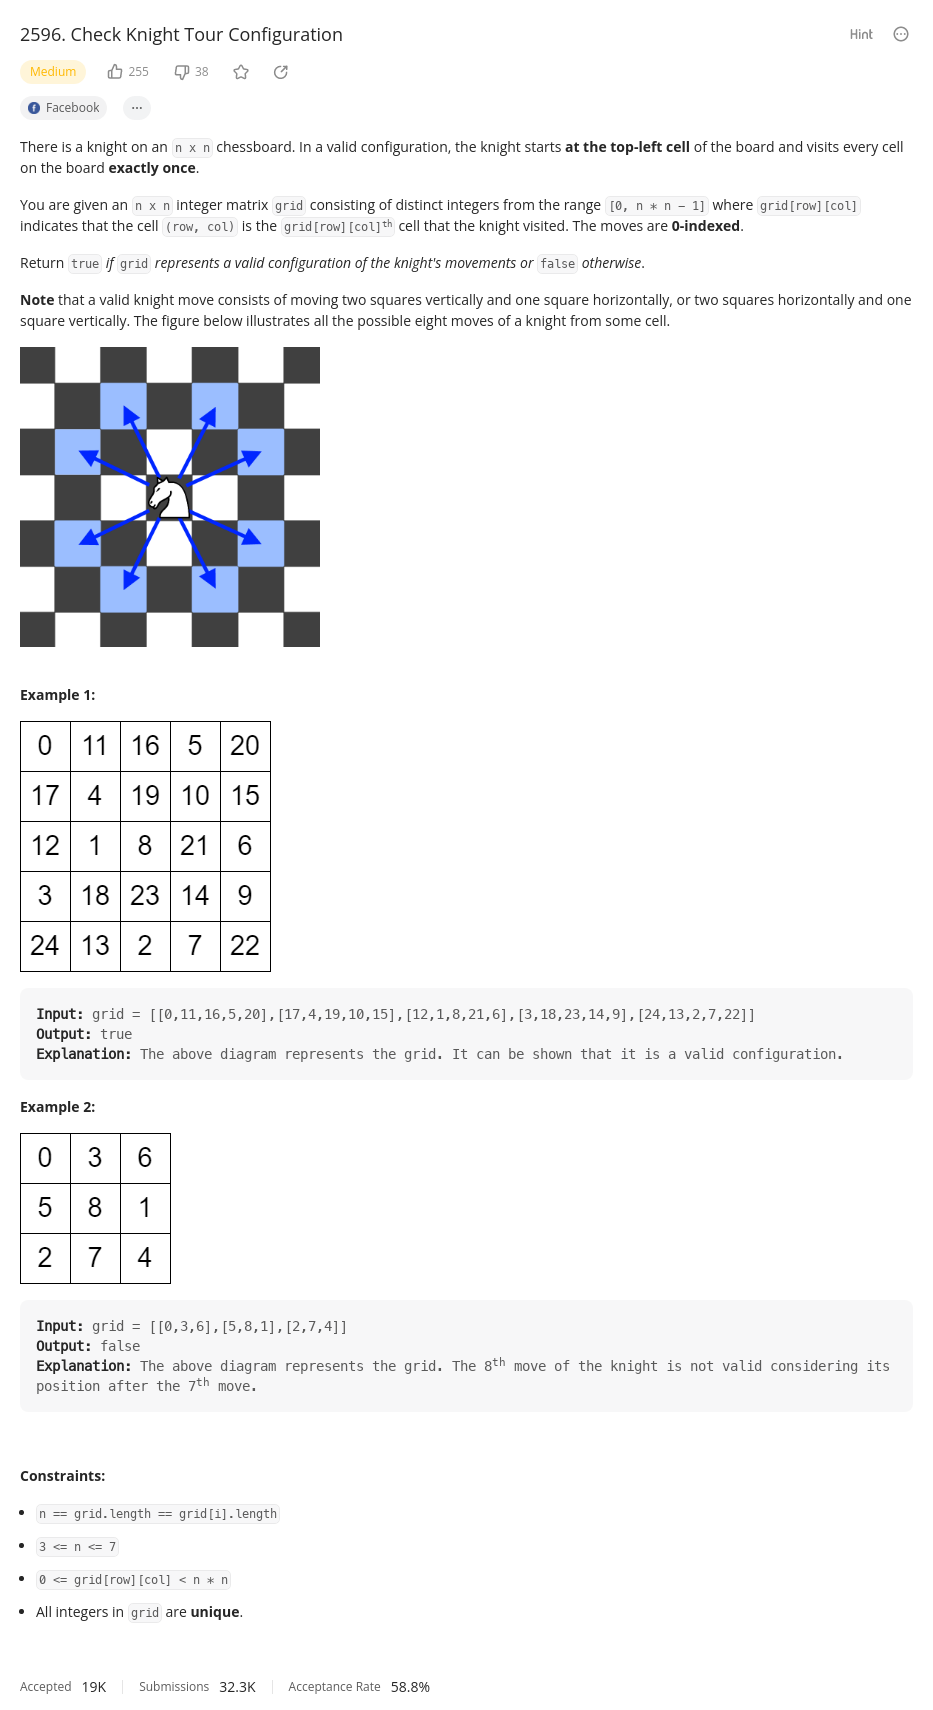 2596. Check Knight Tour Configuration
Hint
Medium 255 38
Facebook ...
There is a knight on an n x n chessboard. In a valid configuration, the knight starts at the top-left cell of the board and visits every cell
on the board exactly once.
You are given an n x n integer matrix grid consisting of distinct integers from the range [0, n * n - 1] where grid[row][col]
indicates that the cell (row, col) is the grid[row][col]th cell that the knight visited. The moves are 0-indexed.
Return true if grid represents a valid configuration of the knight's movements or false otherwise.
Note that a valid knight move consists of moving two squares vertically and one square horizontally, or two squares horizontally and one
square vertically. The figure below illustrates all the possible eight moves of a knight from some cell.
Example 1:
0 11 16 5 20
17 4 19 10 15
12 1 8 21 6
3 18 23 14 9
24 13 2 7 22
Input: grid = [[0,11,16,5,20],[17,4,19,10,15],[12,1,8,21,6],[3,18,23,14,9],[24,13,2,7,22]]
Output: true
Explanation: The above diagram represents the grid. It can be shown that it is a valid configuration.
Example 2:
0 3 6
5 8 1
2 7 4
Input: grid = [[0,3,6],[5,8,1],[2,7,4]]
Output: false
Explanation: The above diagram represents the grid. The 8th move of the knight is not valid considering its
position after the 7th move.
Constraints:
n == grid.length == grid[i].length
3 <= n <= 7
0 <= grid[row][col] < n * n
All integers in grid are unique.
Accepted 19K Submissions 32.3K Acceptance Rate 58.8%